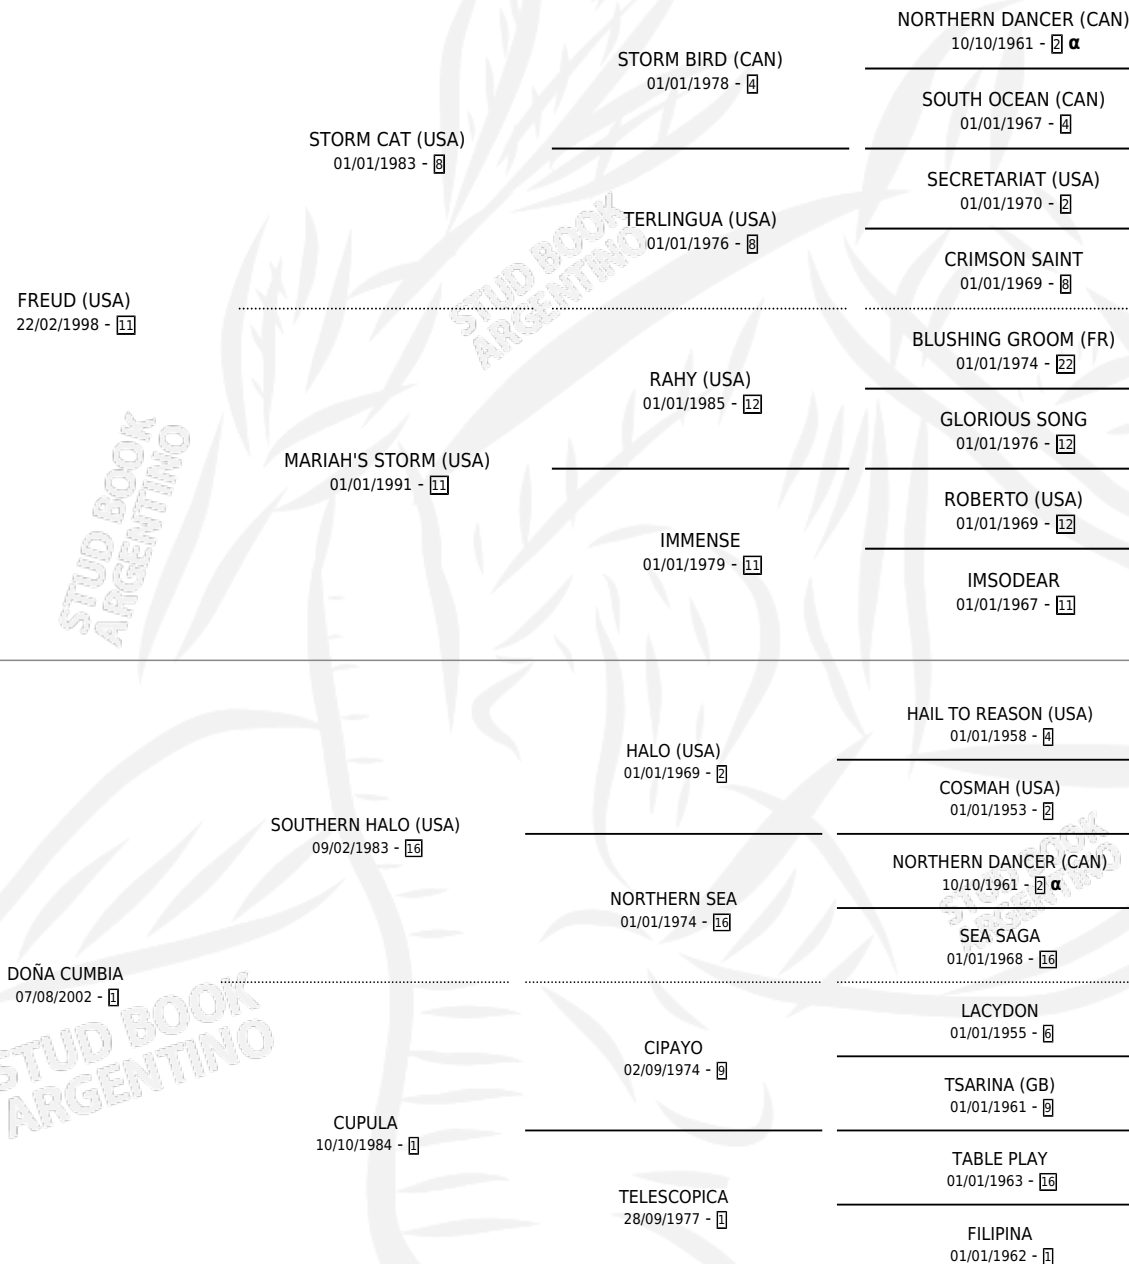 NORTHERN DANCER (CAN)
10/10/1961 - 2 α
STORM BIRD (CAN)
01/01/1978 - 4
SOUTH OCEAN (CAN)
01/01/1967 - 4
STORM CAT (USA)
01/01/1983 - 8
SECRETARIAT (USA)
01/01/1970 - 2
TERLINGUA (USA)
01/01/1976 - 8
CRIMSON SAINT
01/01/1969 - 8
STUD BOOK
ARGENTINO
FREUD (USA)
22/02/1998 - 11
BLUSHING GROOM (FR)
01/01/1974 - 22
RAHY (USA)
01/01/1985 - 12
GLORIOUS SONG
01/01/1976 - 12
MARIAH'S STORM (USA)
01/01/1991 - 11
ROBERTO (USA)
01/01/1969 - 12
IMMENSE
01/01/1979 - 11
IMSODEAR
01/01/1967 - 11
STUD BOOK
ARGENTINO
HAIL TO REASON (USA)
01/01/1958 - 4
HALO (USA)
01/01/1969 - 2
COSMAH (USA)
01/01/1953 - 2
SOUTHERN HALO (USA)
09/02/1983 - 16
NORTHERN DANCER (CAN)
10/10/1961 - 2 α
STUD BOOK
ARGENTINO
NORTHERN SEA
01/01/1974 - 16
SEA SAGA
01/01/1968 - 16
DOÑA CUMBIA
07/08/2002 - 1
LACYDON
01/01/1955 - 6
CIPAYO
02/09/1974 - 9
TSARINA (GB)
01/01/1961 - 9
STUD BOOK
ARGENTINO
CUPULA
10/10/1984 - 1
TABLE PLAY
01/01/1963 - 16
TELESCOPICA
28/09/1977 - 1
FILIPINA
01/01/1962 - 1